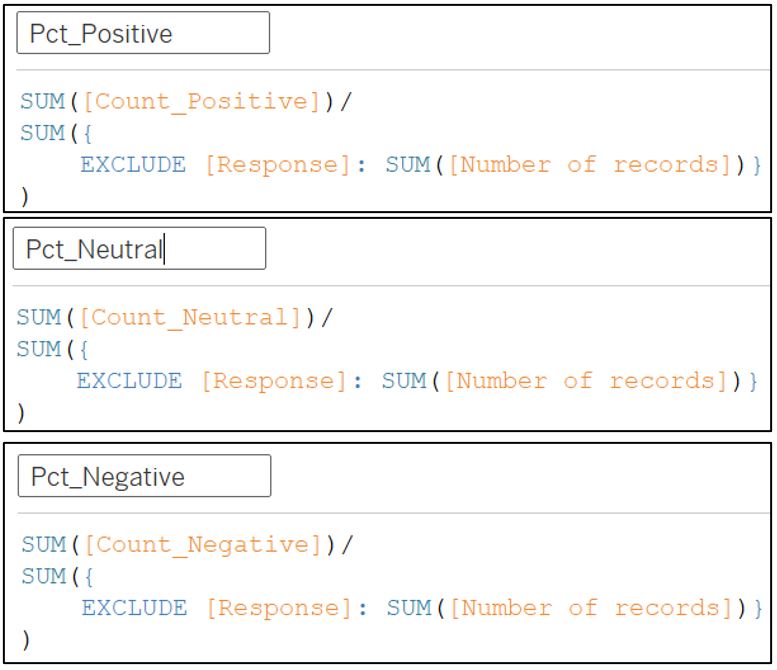 Pct_Positive
SUM([Count_Positive])/
SUM({
    EXCLUDE [Response]: SUM([Number of records])}
)
Pct_Neutral
SUM([Count_Neutral])/
SUM({
    EXCLUDE [Response]: SUM([Number of records])}
)
Pct_Negative
SUM([Count_Negative])/
SUM({
    EXCLUDE [Response]: SUM([Number of records])}
)